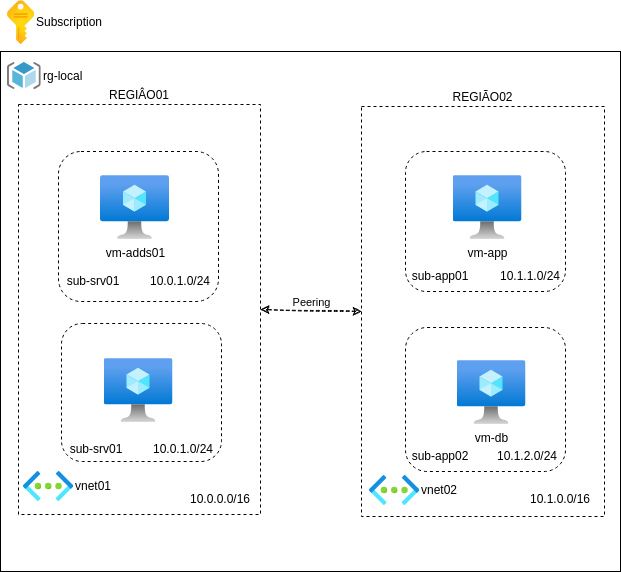 Subscription
rg-local
REGIÂO01
REGIÃO02
vm-adds01
sub-srv01 10.0.1.0/24
vm-app
sub-app01 10.1.1.0/24
Peering
sub-srv01 10.0.1.0/24
vm-db
sub-app02 10.1.2.0/24
vnet01
10.0.0.0/16
vnet02
10.1.0.0/16